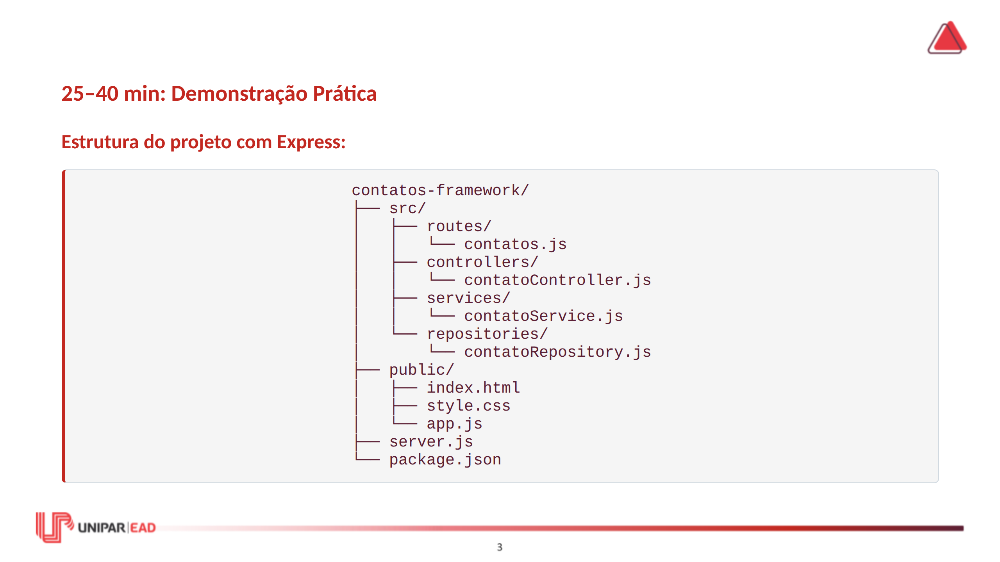 25–40 min: Demonstração Prática
Estrutura do projeto com Express:
contatos-framework/
├── src/
│   ├── routes/
│   │   └── contatos.js
│   ├── controllers/
│   │   └── contatoController.js
│   ├── services/
│   │   └── contatoService.js
│   └── repositories/
│       └── contatoRepository.js
├── public/
│   ├── index.html
│   ├── style.css
│   └── app.js
├── server.js
└── package.json
UNIPAR|EAD
3